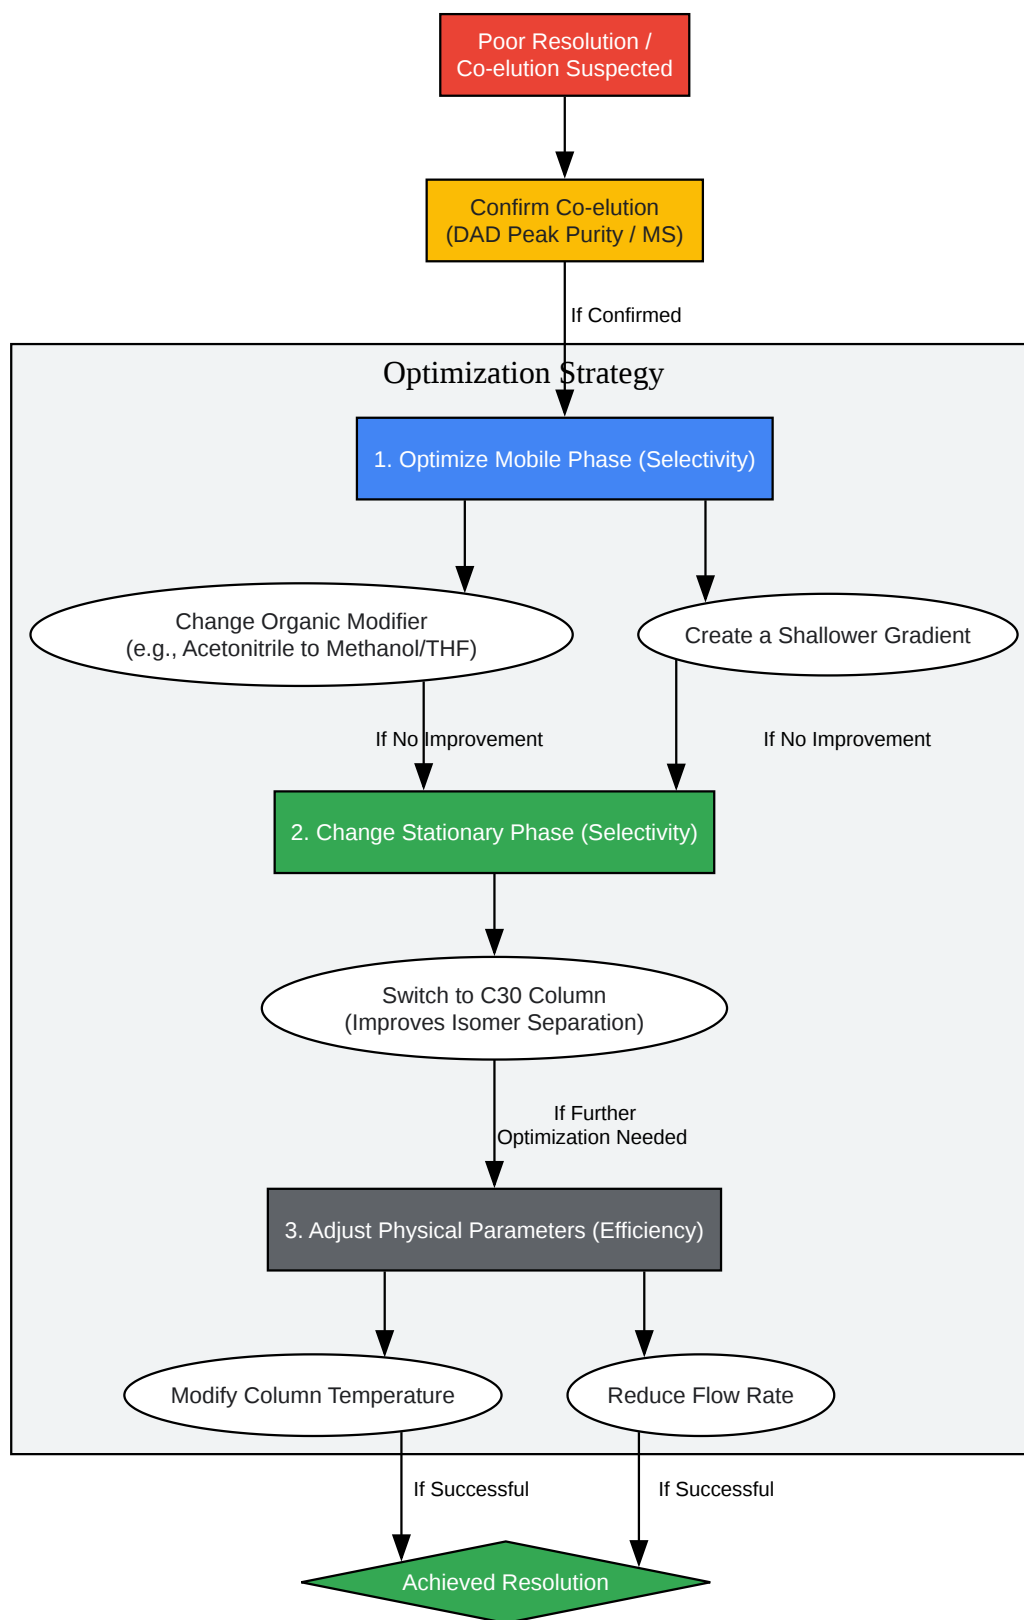 Poor Resolution /
Co-elution Suspected
Confirm Co-elution
(DAD Peak Purity / MS)
If Confirmed
Optimization Strategy
1. Optimize Mobile Phase (Selectivity)
Change Organic Modifier
(e.g., Acetonitrile to Methanol/THF)
Create a Shallower Gradient
If No Improvement
If No Improvement
2. Change Stationary Phase (Selectivity)
Switch to C30 Column
(Improves Isomer Separation)
If Further
Optimization Needed
3. Adjust Physical Parameters (Efficiency)
Modify Column Temperature
Reduce Flow Rate
If Successful
If Successful
Achieved Resolution